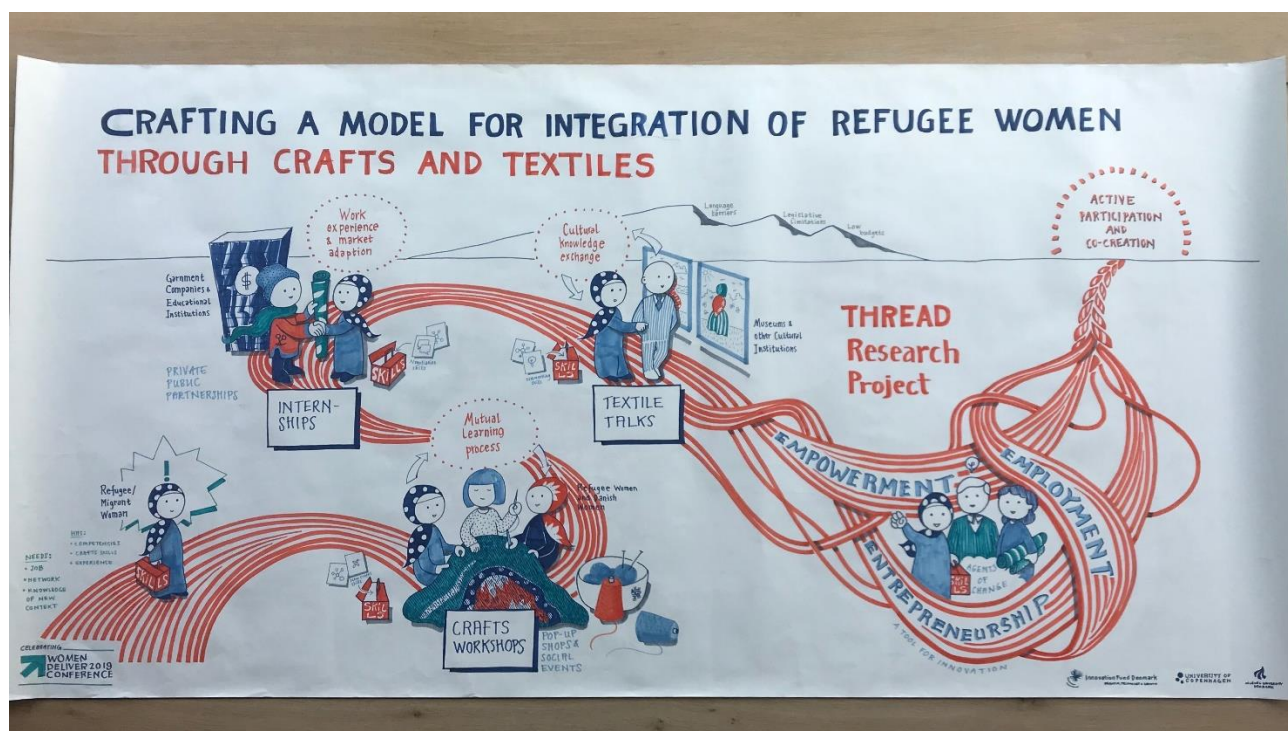 CRAFTING A MODEL FOR INTEGRATION OF REFUGEE WOMEN
THROUGH CRAFTS AND TEXTILES
Work
experience
& market
adaption
Garnment
Companies &
Educational
Institutions
PRIVATE
PUBLIC
PARTNERSHIPS
$
SKILLS
INTERN-
SHIPS
Cultural
knowledge
exchange
Language
barriers
Legislative
limitations
Low
budgets
SKILLS
Museums &
other Cultural
Institutions
TEXTILE
TALKS
ACTIVE
PARTICIPATION
AND
CO-CREATION
THREAD
Research
Project
EMPOWERMENT
EMPLOYMENT
ENTREPRENEURSHIP
AGENTS
OF
CHANGE
A TOOL FOR INNOVATION
Refugee/
Migrant
Woman
!
HAS:
• COMPETENCIES
• CRAFTS SKILLS
• EXPERIENCE
NEEDS:
• JOB
• NETWORK
• KNOWLEDGE
OF NEW
CONTEXT
SKILLS
Mutual
Learning
process
Refugee Women
and Danish
Women
SKILLS
CRAFTS
WORKSHOPS
POP-UP
SHOPS &
SOCIAL
EVENTS
CELEBRATING
WOMEN
DELIVER 2019
CONFERENCE
Innovation Fund Denmark
UNIVERSITY OF
COPENHAGEN